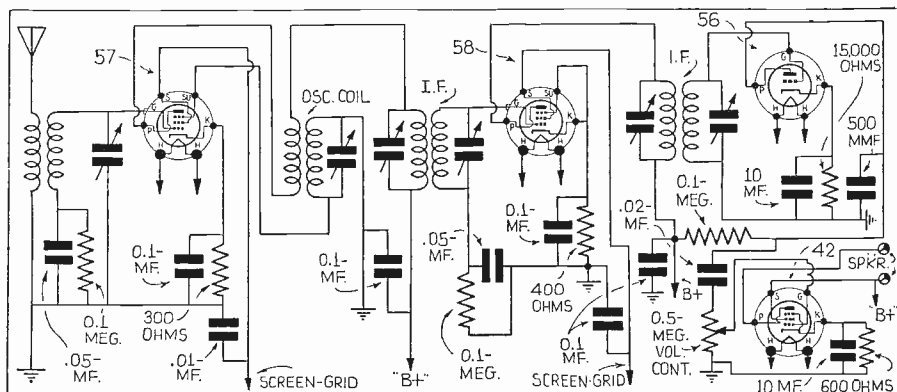 57
G
S
SU
P
K
H
H
0.1-
MF.
300
OHMS
0.1
MEG.
.05-
MF.
.01-
MF.
SCREEN-GRID
OSC. COIL
0.1-
MF.
I.F.
"B+"
58
G
S
SU
P
K
H
H
.05-
MF.
0.1-
MF.
400
OHMS
0.1-
MEG.
0.1
MF.
SCREEN-GRID
I.F.
.02-
MF.
0.1-
MEG.
B+
56
G
P
K
H
H
15,000
OHMS
10
MF.
500
MMF
42
SPKR.
S
G
P
K
H
H
"B+"
0.5-
MEG.
VOL.
CONT.
10 MF.
600 OHMS